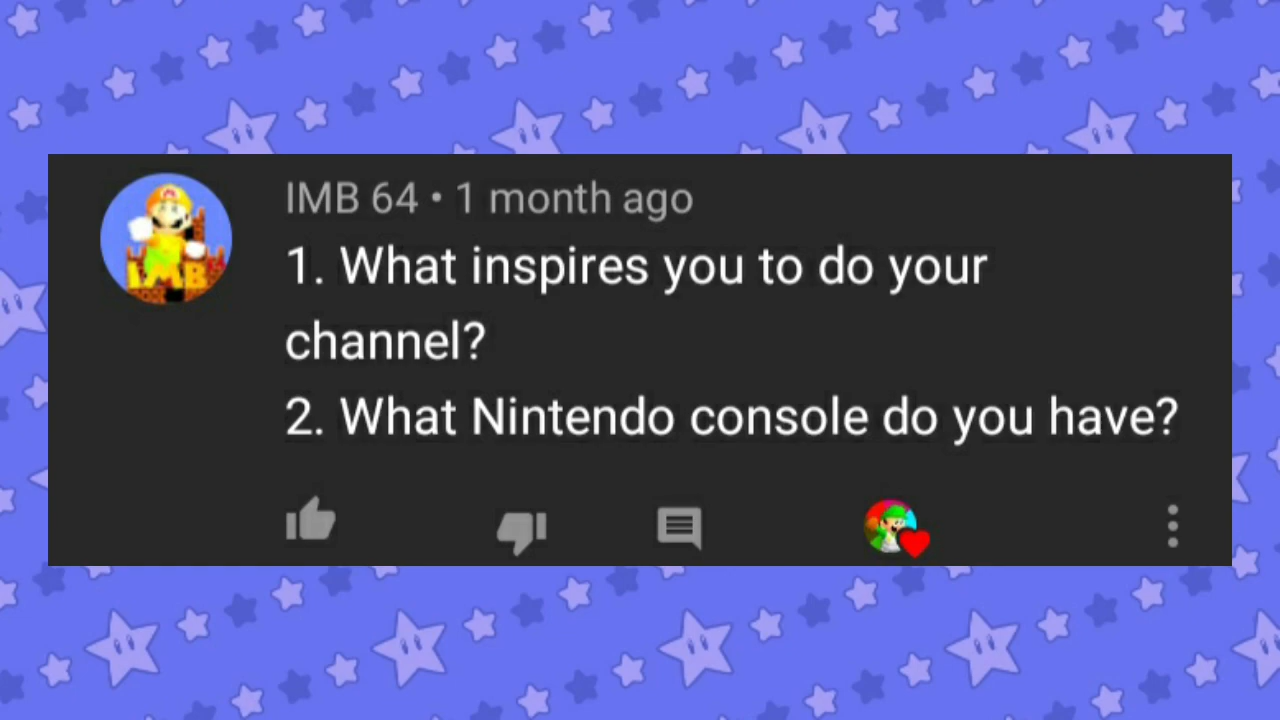 IMB 64 • 1 month ago
1. What inspires you to do your
channel?
2. What Nintendo console do you have?
IMB